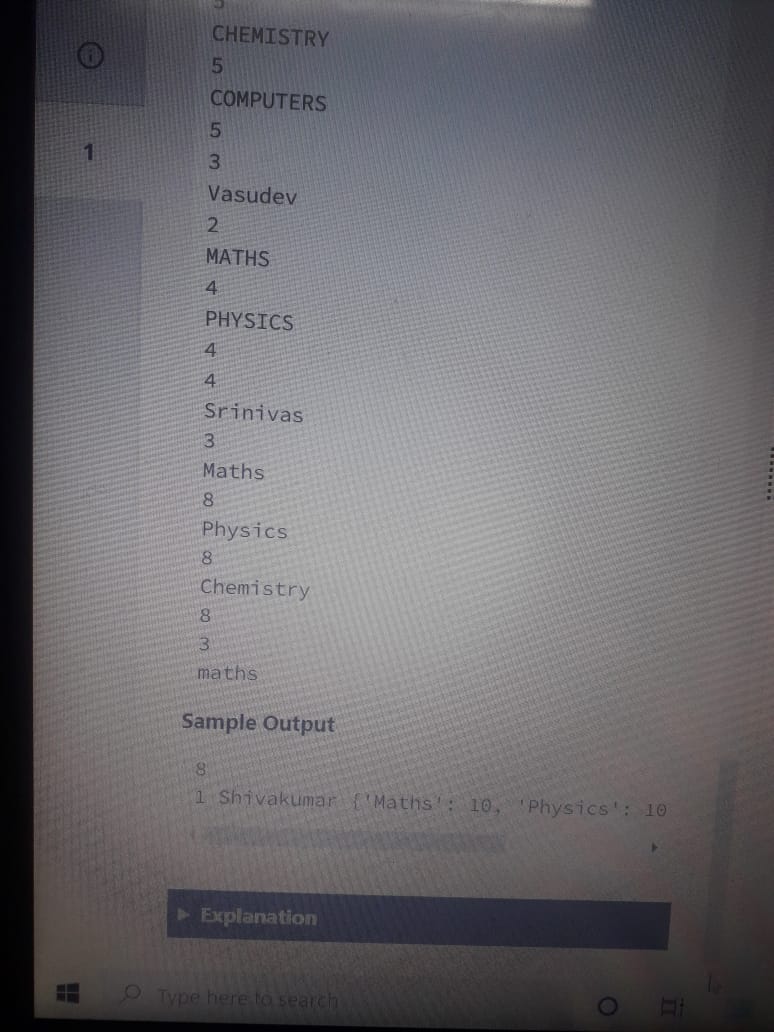 CHEMISTRY
5
COMPUTERS
5
1
3
Vasudev
2
MATHS
4
PHYSICS
4
4
Srinivas
3
Maths
8
Physics
8
Chemistry
8
3
maths
Sample Output
8
1 Shivakumar {'Maths': 10, 'Physics': 10
Explanation
Type here to search